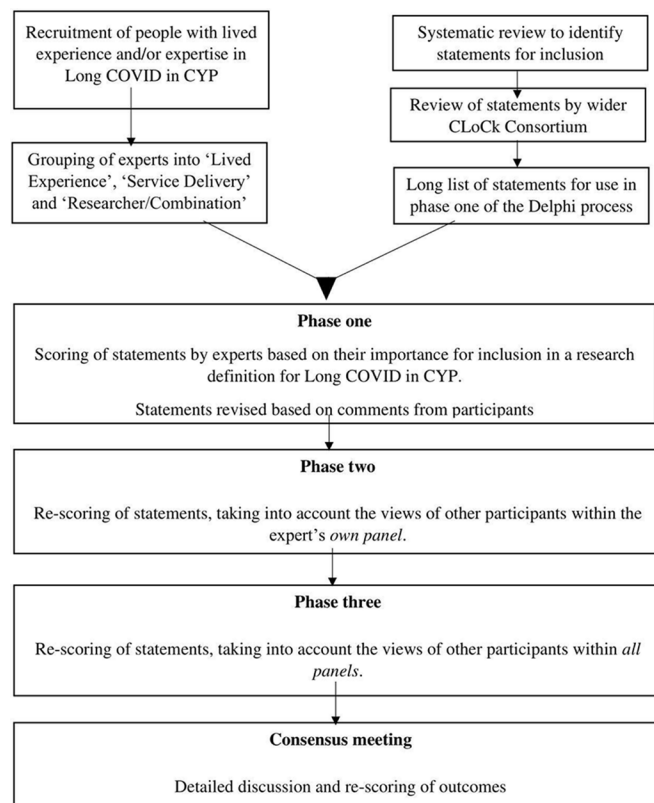 Recruitment of people with lived
experience and/or expertise in
Long COVID in CYP
Grouping of experts into ‘Lived
Experience’, ‘Service Delivery’
and ‘Researcher/Combination’
Systematic review to identify
statements for inclusion
Review of statements by wider
CLoCk Consortium
Long list of statements for use in
phase one of the Delphi process
Phase one
Scoring of statements by experts based on their importance for inclusion in a research
definition for Long COVID in CYP.
Statements revised based on comments from participants
Phase two
Re-scoring of statements, taking into account the views of other participants within the
expert’s own panel.
Phase three
Re-scoring of statements, taking into account the views of other participants within all
panels.
Consensus meeting
Detailed discussion and re-scoring of outcomes